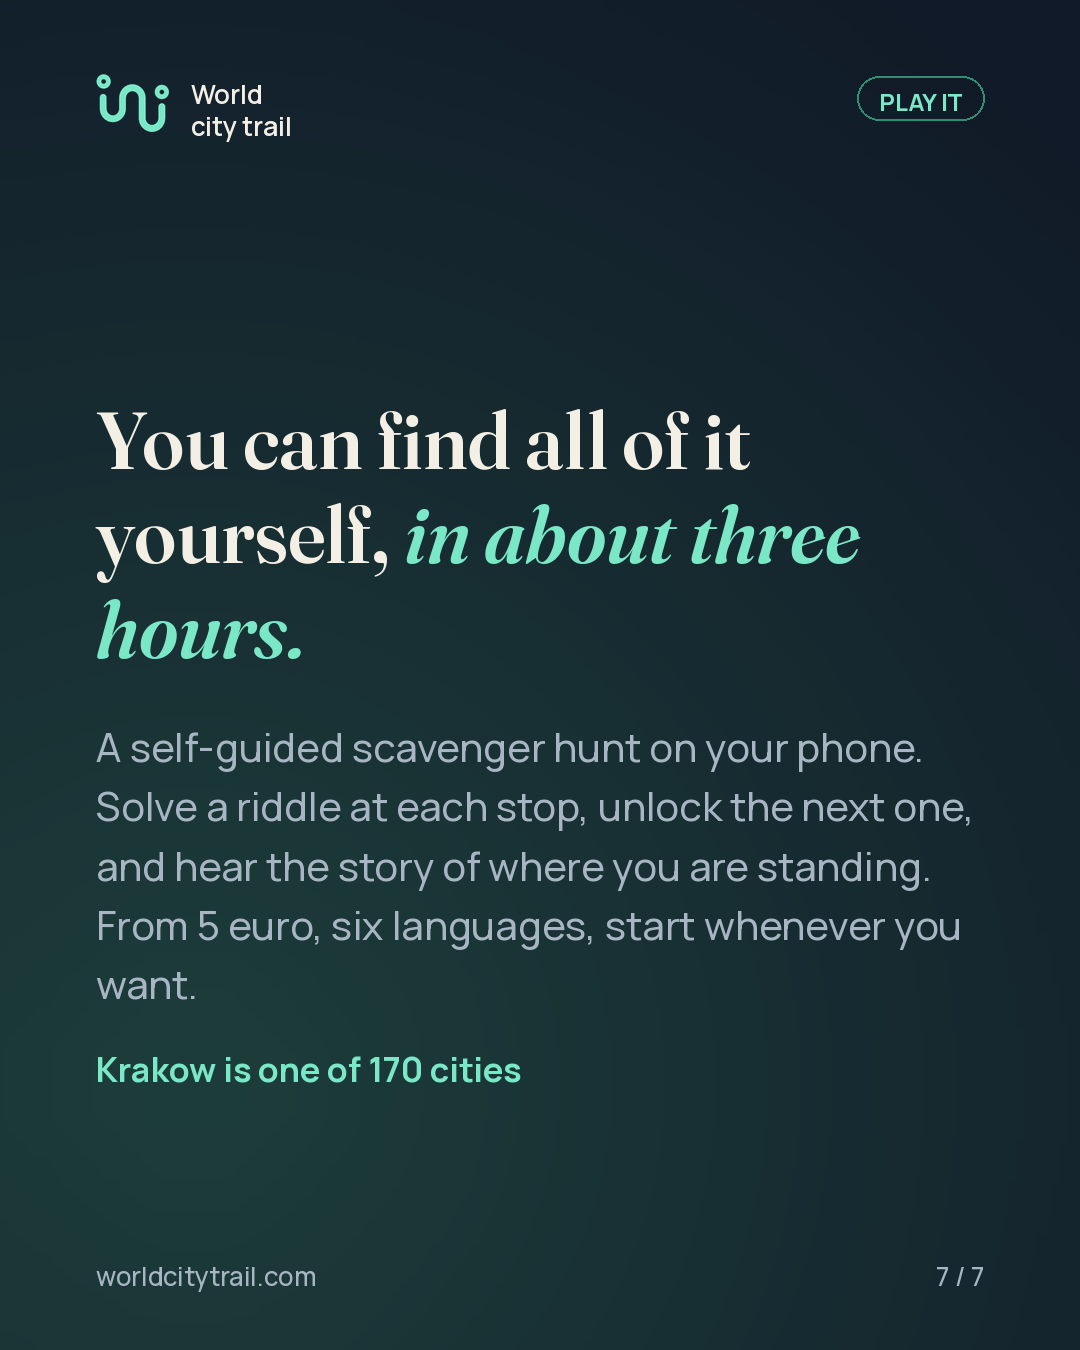 World
city trail
PLAY IT
You can find all of it
yourself, in about three
hours.
A self-guided scavenger hunt on your phone.
Solve a riddle at each stop, unlock the next one,
and hear the story of where you are standing.
From 5 euro, six languages, start whenever you
want.
Krakow is one of 170 cities
worldcitytrail.com
7 / 7